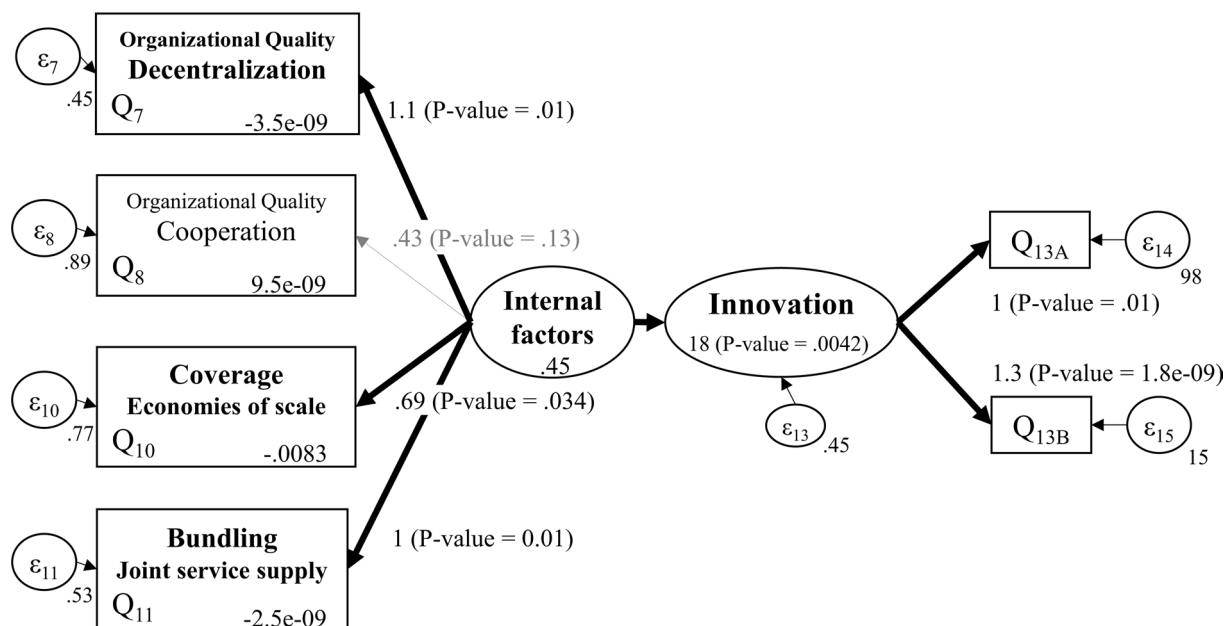 Organizational Quality
Decentralization
ε7
.45
Q7
-3.5e-09
1.1 (P-value = .01)
Organizational Quality
Cooperation
ε8
.89
Q8
9.5e-09
.43 (P-value = .13)
Internal
factors
.45
Innovation
18 (P-value = .0042)
ε13
.45
Q13A
ε14
98
1 (P-value = .01)
1.3 (P-value = 1.8e-09)
Q13B
ε15
15
Coverage
Economies of scale
ε10
.77
Q10
-.0083
.69 (P-value = .034)
Bundling
Joint service supply
ε11
.53
Q11
-2.5e-09
1 (P-value = 0.01)